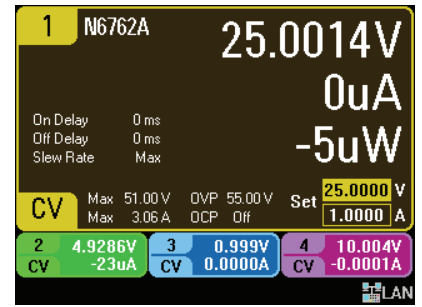 1 N6762A 25.0014V
0uA
-5uW
On Delay 0 ms
Off Delay 0 ms
Slew Rate Max
CV Max 51.00 V OVP 55.00 V Set 25.0000 V
Max 3.06 A OCP Off 1.0000 A
2 4.9286V 3 0.999V 4 10.004V
CV -23uA CV 0.0000A CV -0.0001A
LAN